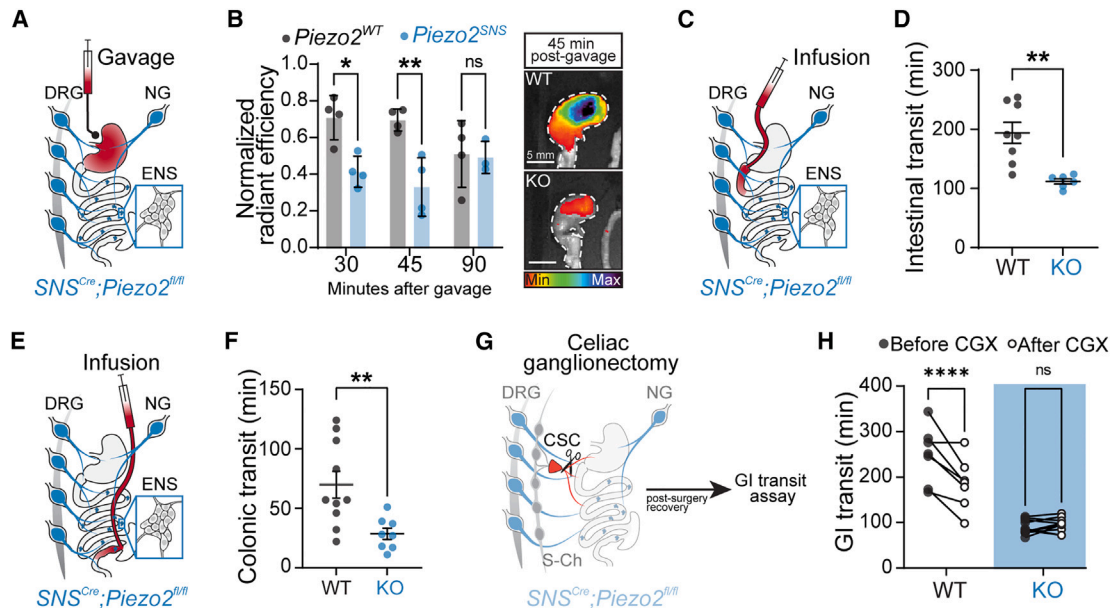 A
Gavage
DRG
NG
ENS
SNSCre;Piezo2fl/fl
B
Piezo2WT
Piezo2SNS
Normalized
radiant efficiency
1.0
0.8
0.6
0.4
0.2
0.0
*
**
ns
30
45
90
Minutes after gavage
45 min
post-gavage
WT
5 mm
KO
Min
Max
C
Infusion
DRG
NG
ENS
SNSCre;Piezo2fl/fl
D
Intestinal transit (min)
300
200
100
0
**
WT
KO
E
Infusion
DRG
NG
ENS
SNSCre;Piezo2fl/fl
F
Colonic transit (min)
150
100
50
0
**
WT
KO
G
Celiac
ganglionectomy
DRG
NG
CSC
S-Ch
post-surgery
recovery
GI transit
assay
SNSCre;Piezo2fl/fl
H
Before CGX
After CGX
GI transit (min)
400
300
200
100
0
****
ns
WT
KO